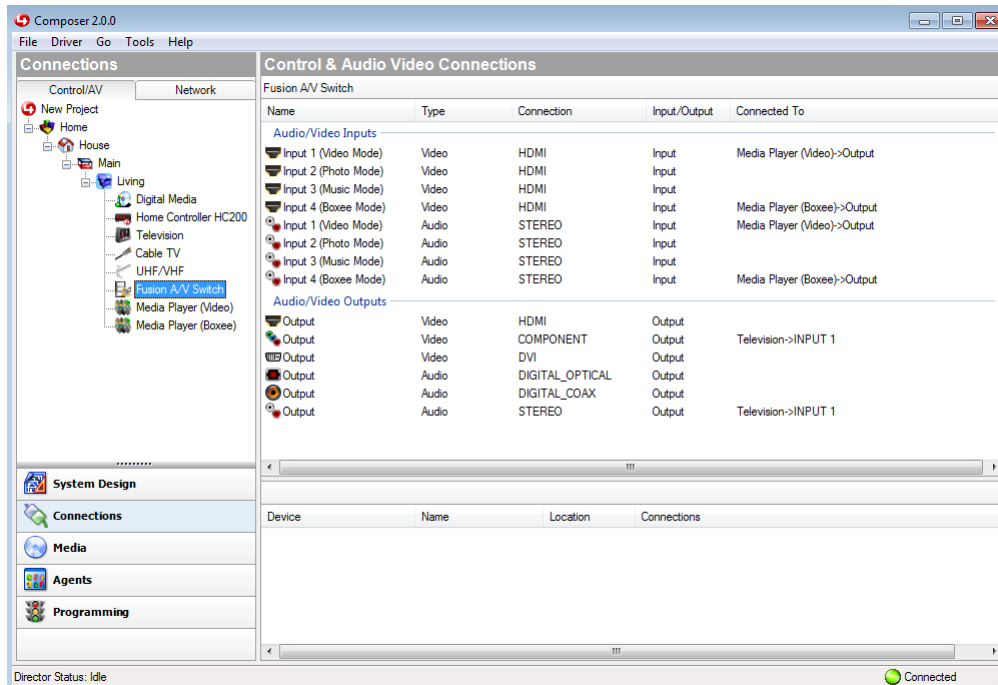 Composer 2.0.0
File Driver Go Tools Help
Connections
Control/AV Network
New Project
Home
House
Main
Living
Digital Media
Home Controller HC200
Television
Cable TV
UHF/VHF
Fusion A/V Switch
Media Player (Video)
Media Player (Boxee)
System Design
Connections
Media
Agents
Programming
Control & Audio Video Connections
Fusion A/V Switch
Name Type Connection Input/Output Connected To
Audio/Video Inputs
Input 1 (Video Mode) Video HDMI Input Media Player (Video)->Output
Input 2 (Photo Mode) Video HDMI Input
Input 3 (Music Mode) Video HDMI Input
Input 4 (Boxee Mode) Video HDMI Input Media Player (Boxee)->Output
Input 1 (Video Mode) Audio STEREO Input Media Player (Video)->Output
Input 2 (Photo Mode) Audio STEREO Input
Input 3 (Music Mode) Audio STEREO Input
Input 4 (Boxee Mode) Audio STEREO Input Media Player (Boxee)->Output
Audio/Video Outputs
Output Video HDMI Output
Output Video COMPONENT Output Television->INPUT 1
Output Video DVI Output
Output Audio DIGITAL_OPTICAL Output
Output Audio DIGITAL_COAX Output
Output Audio STEREO Output Television->INPUT 1
Device Name Location Connections
Director Status: Idle
Connected